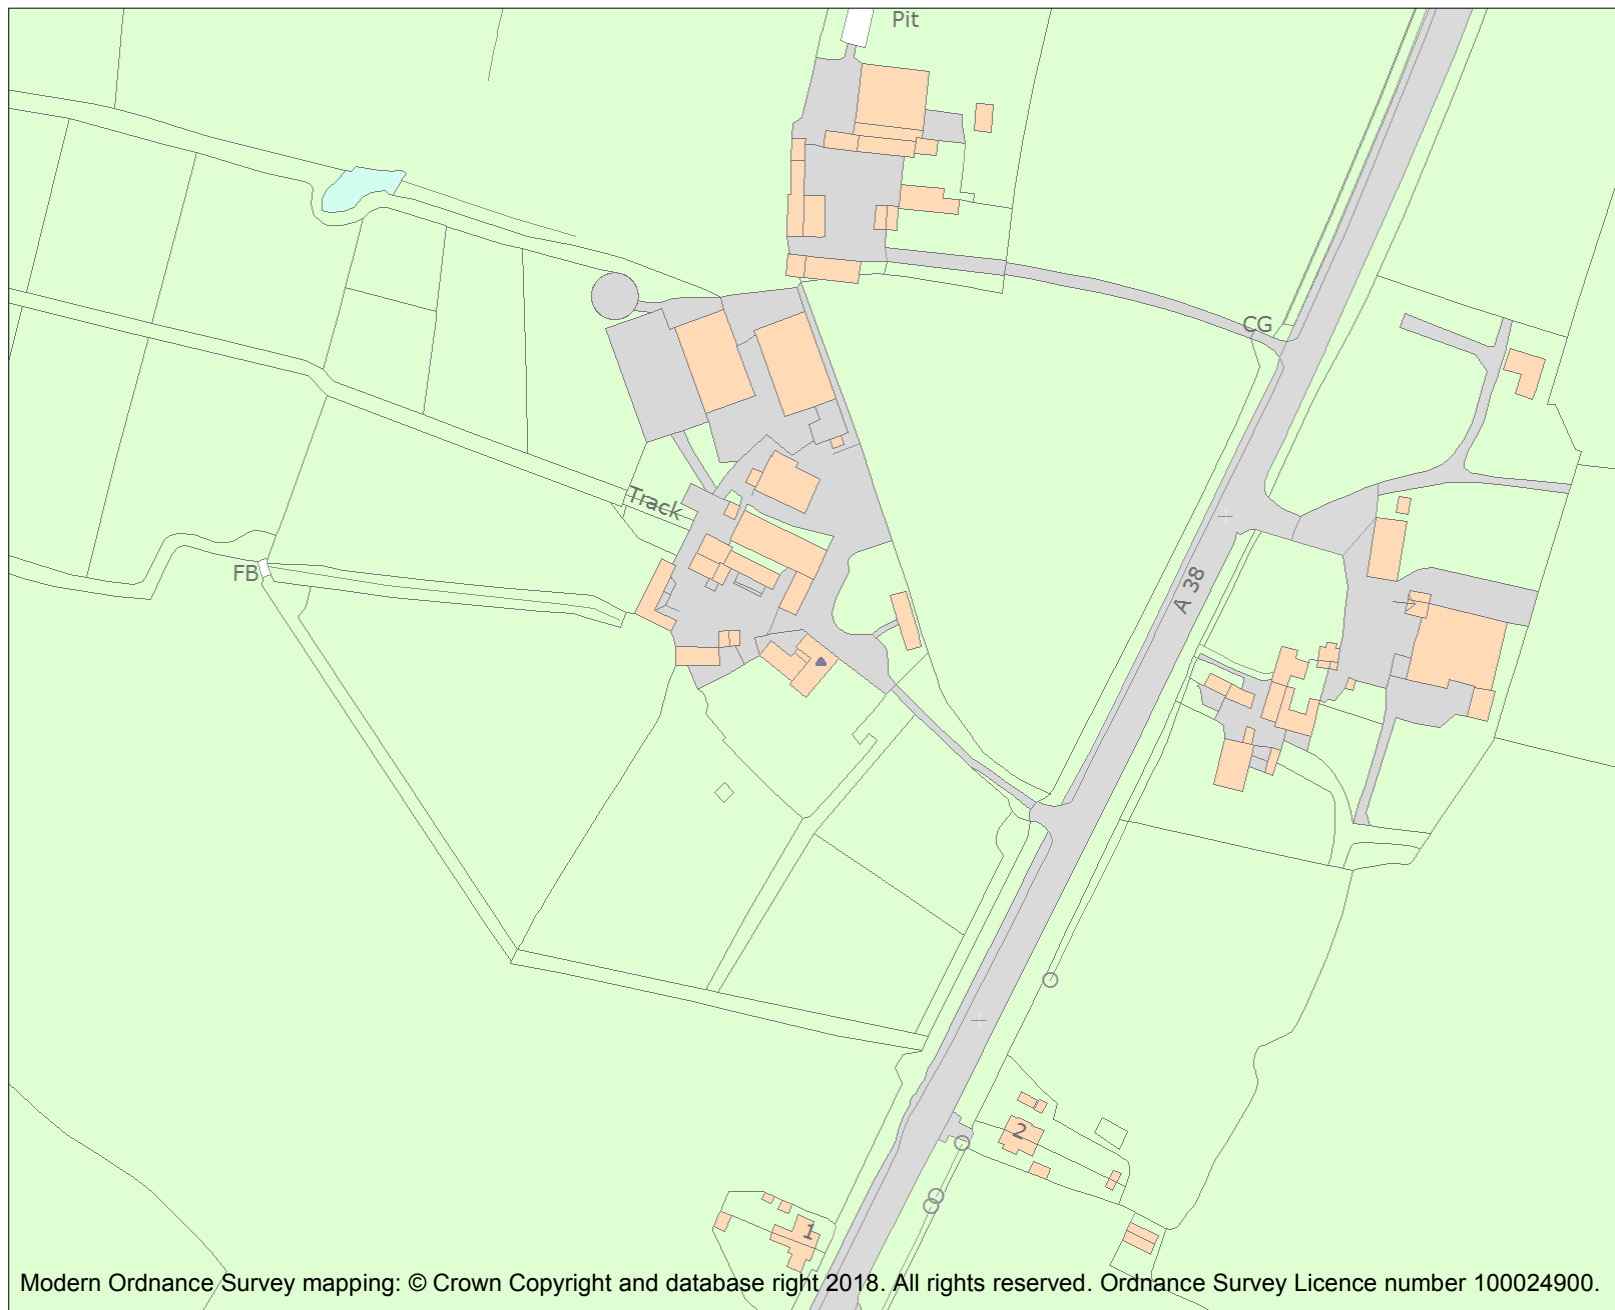 Pit
CG
Track
FB
A 38
2
1
Modern Ordnance Survey mapping: © Crown Copyright and database right 2018. All rights reserved. Ordnance Survey Licence number 100024900.